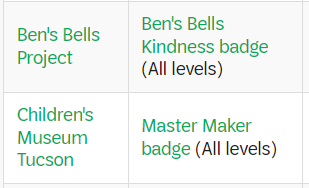 Ben's Bells
Project
Ben's Bells
Kindness badge
(All levels)
Children's
Museum
Tucson
Master Maker
badge (All levels)